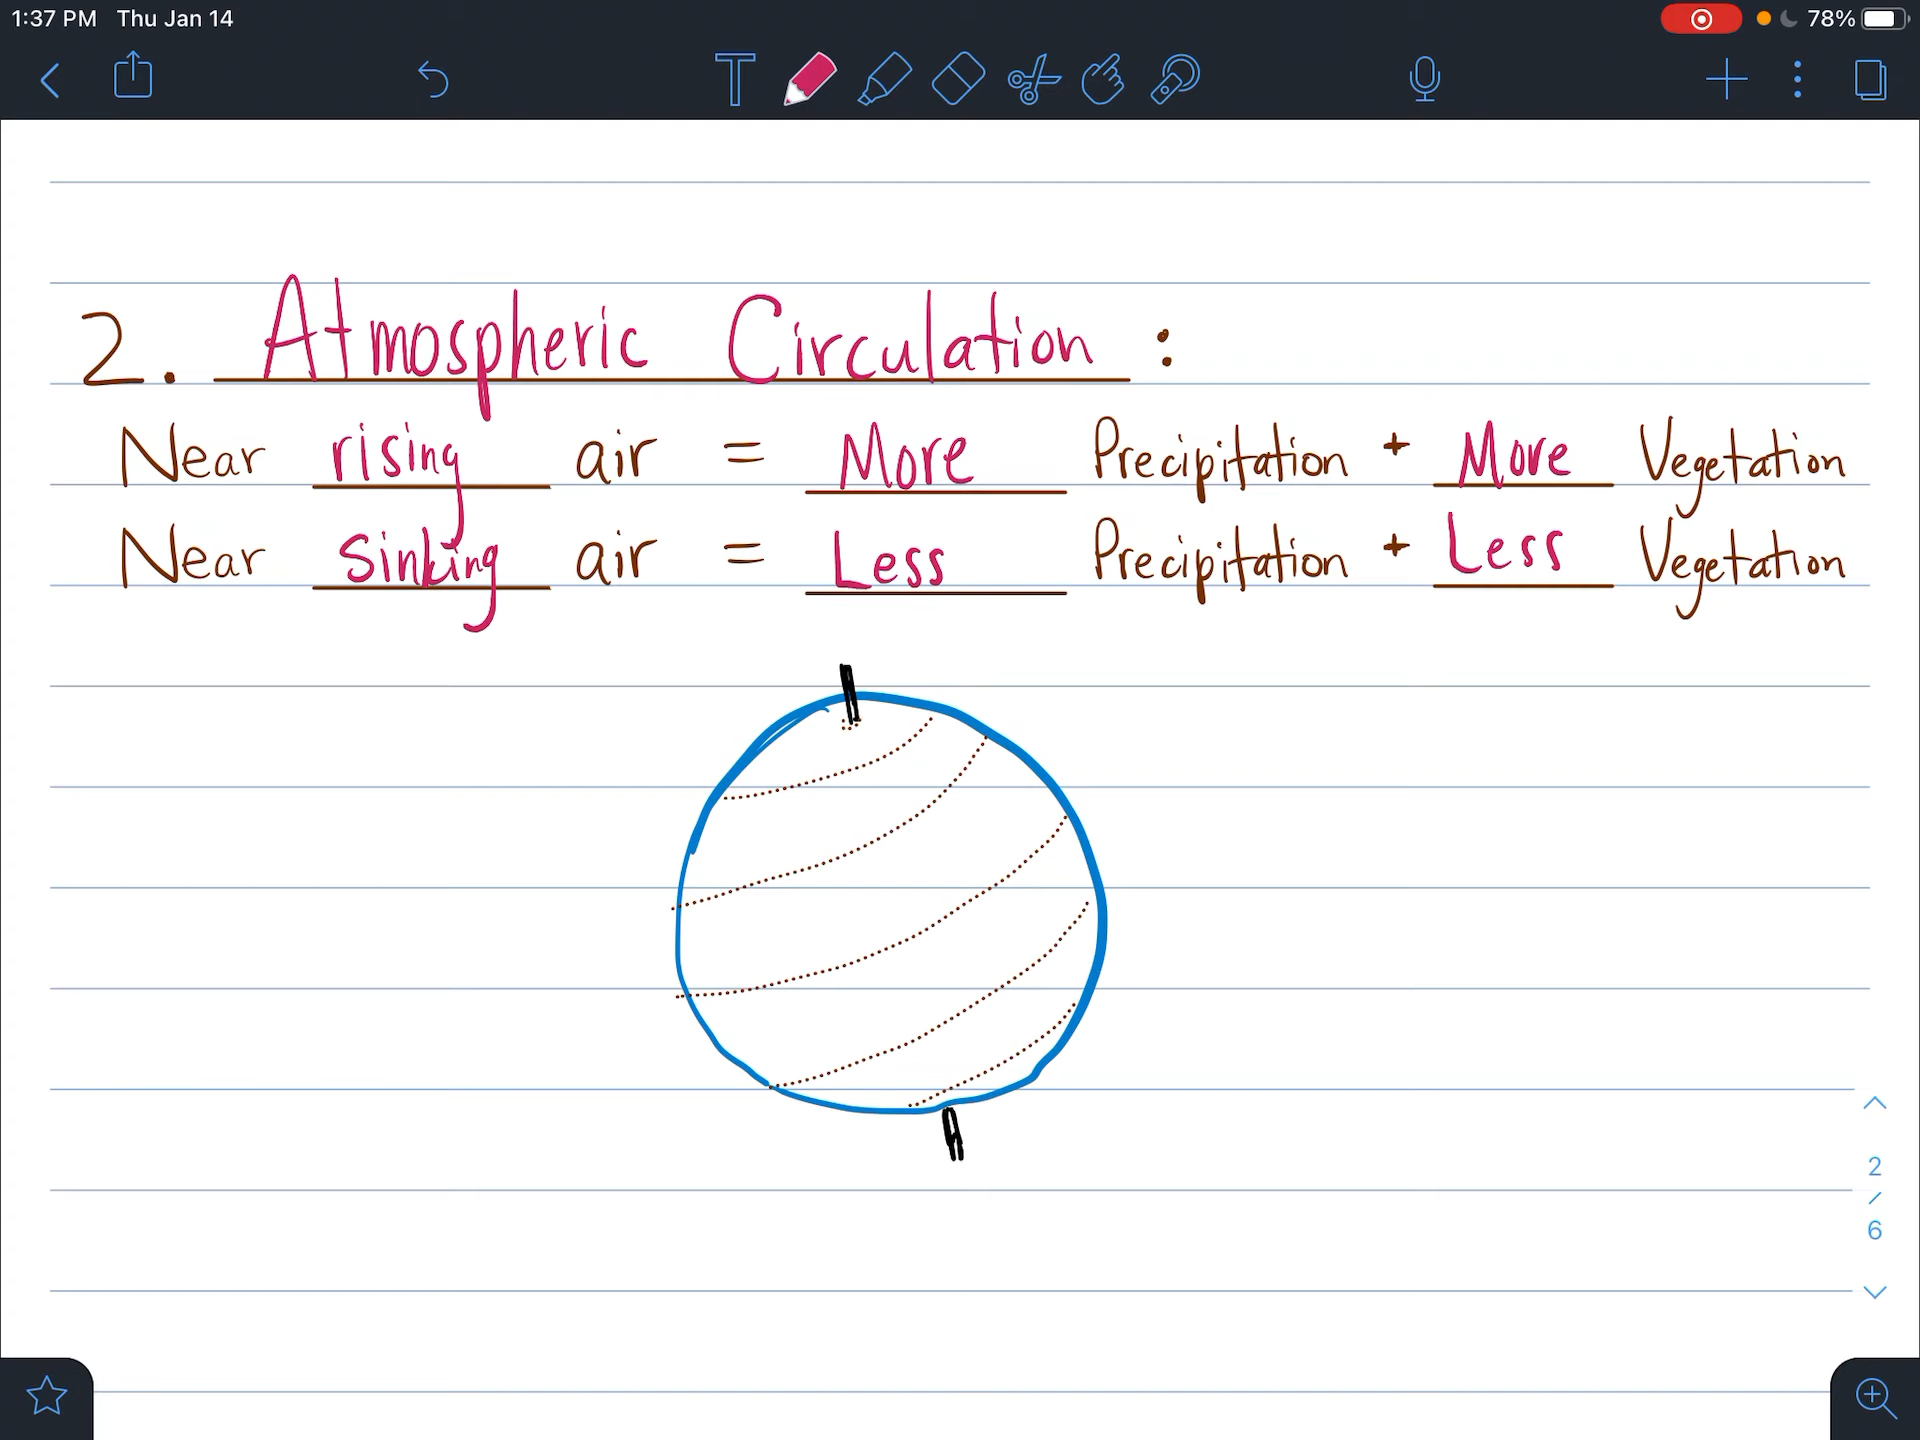 1:37 PM Thu Jan 14 78%
2. Atmospheric Circulation :
Near rising air = More Precipitation + More Vegetation
Near Sinking air = Less Precipitation + Less Vegetation
2
/
6